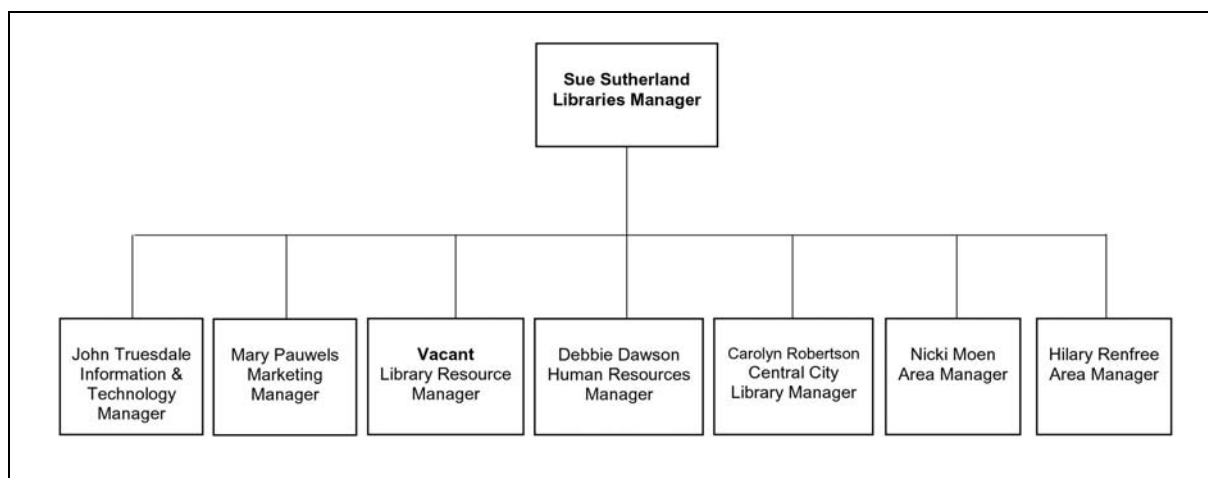 Sue Sutherland
Libraries Manager
John Truesdale
Information &
Technology
Manager
Mary Pauwels
Marketing
Manager
Vacant
Library Resource
Manager
Debbie Dawson
Human Resources
Manager
Carolyn Robertson
Central City
Library Manager
Nicki Moen
Area Manager
Hilary Renfree
Area Manager